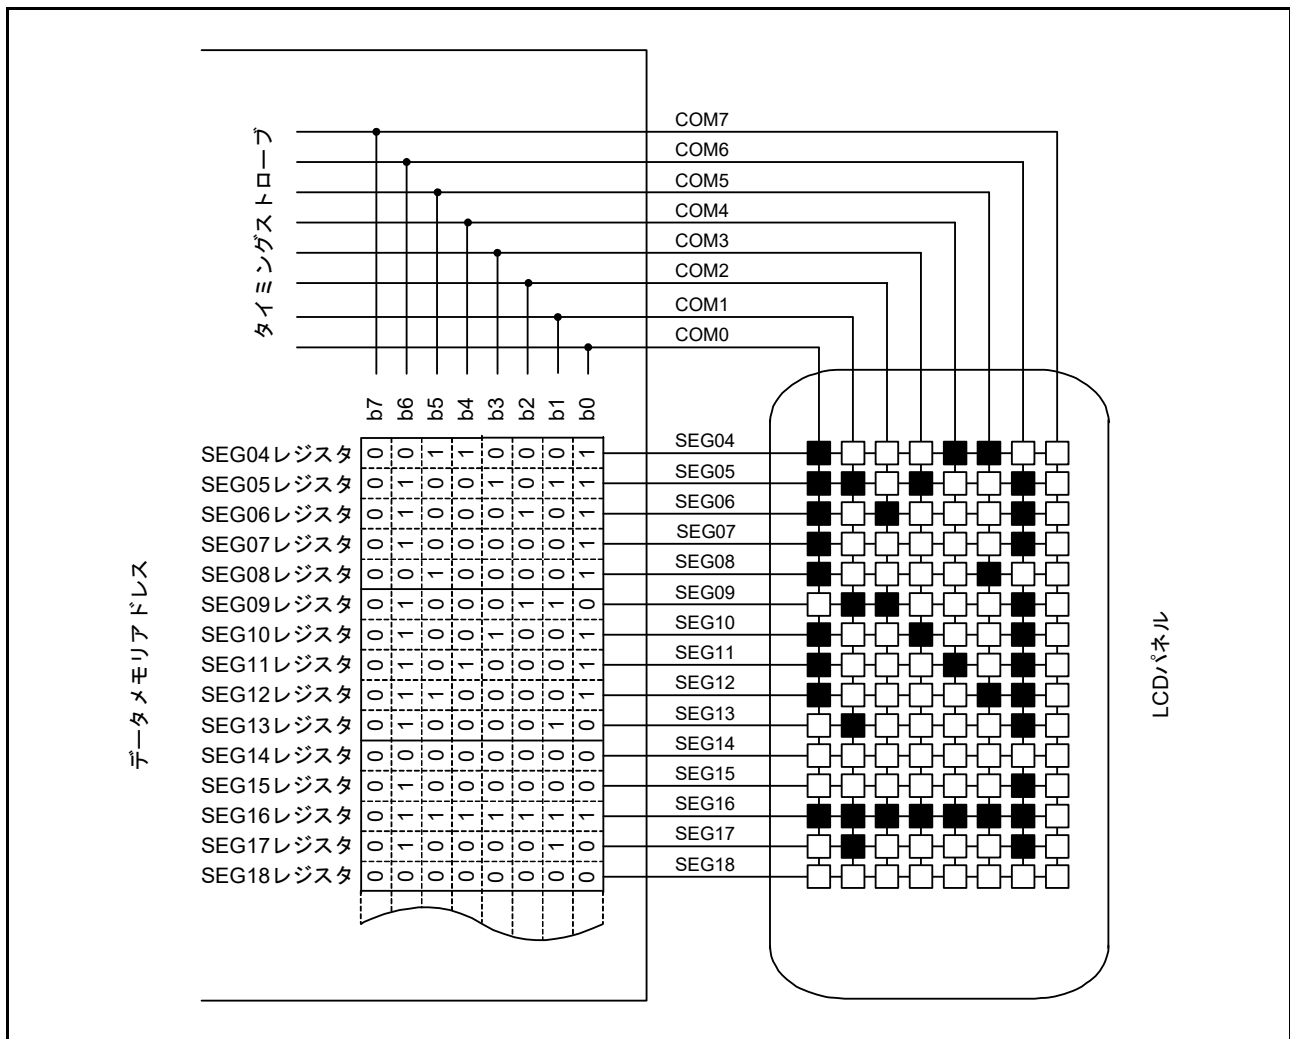 COM7
COM6
COM5
COM4
COM3
COM2
COM1
COM0
タイミングストローブ
b7 b6 b5 b4 b3 b2 b1 b0
データメモリアドレス
SEG04レジスタ 0 0 1 1 0 0 0 1 SEG04
SEG05レジスタ 0 1 0 0 1 0 1 1 SEG05
SEG06レジスタ 0 1 0 0 0 1 0 1 SEG06
SEG07レジスタ 0 1 0 0 0 0 0 1 SEG07
SEG08レジスタ 0 0 1 0 0 0 0 1 SEG08
SEG09レジスタ 0 1 0 0 0 1 1 0 SEG09
SEG10レジスタ 0 1 0 0 1 0 0 1 SEG10
SEG11レジスタ 0 1 0 1 0 0 0 1 SEG11
SEG12レジスタ 0 1 1 0 0 0 0 1 SEG12
SEG13レジスタ 0 1 0 0 0 0 1 0 SEG13
SEG14レジスタ 0 0 0 0 0 0 0 0 SEG14
SEG15レジスタ 0 1 0 0 0 0 0 0 SEG15
SEG16レジスタ 0 1 1 1 1 1 1 1 SEG16
SEG17レジスタ 0 1 0 0 0 0 1 0 SEG17
SEG18レジスタ 0 0 0 0 0 0 0 0 SEG18
LCDパネル